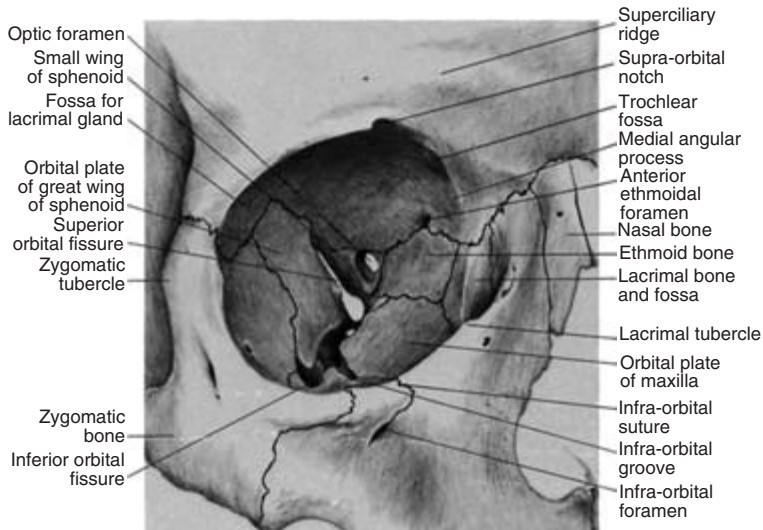 Optic foramen
Small wing
of sphenoid
Fossa for
lacrimal gland
Orbital plate
of great wing
of sphenoid
Superior
orbital fissure
Zygomatic
tubercle
Zygomatic
bone
Inferior orbital
fissure
Superciliary
ridge
Supra-orbital
notch
Trochlear
fossa
Medial angular
process
Anterior
ethmoidal
foramen
Nasal bone
Ethmoid bone
Lacrimal bone
and fossa
Lacrimal tubercle
Orbital plate
of maxilla
Infra-orbital
suture
Infra-orbital
groove
Infra-orbital
foramen